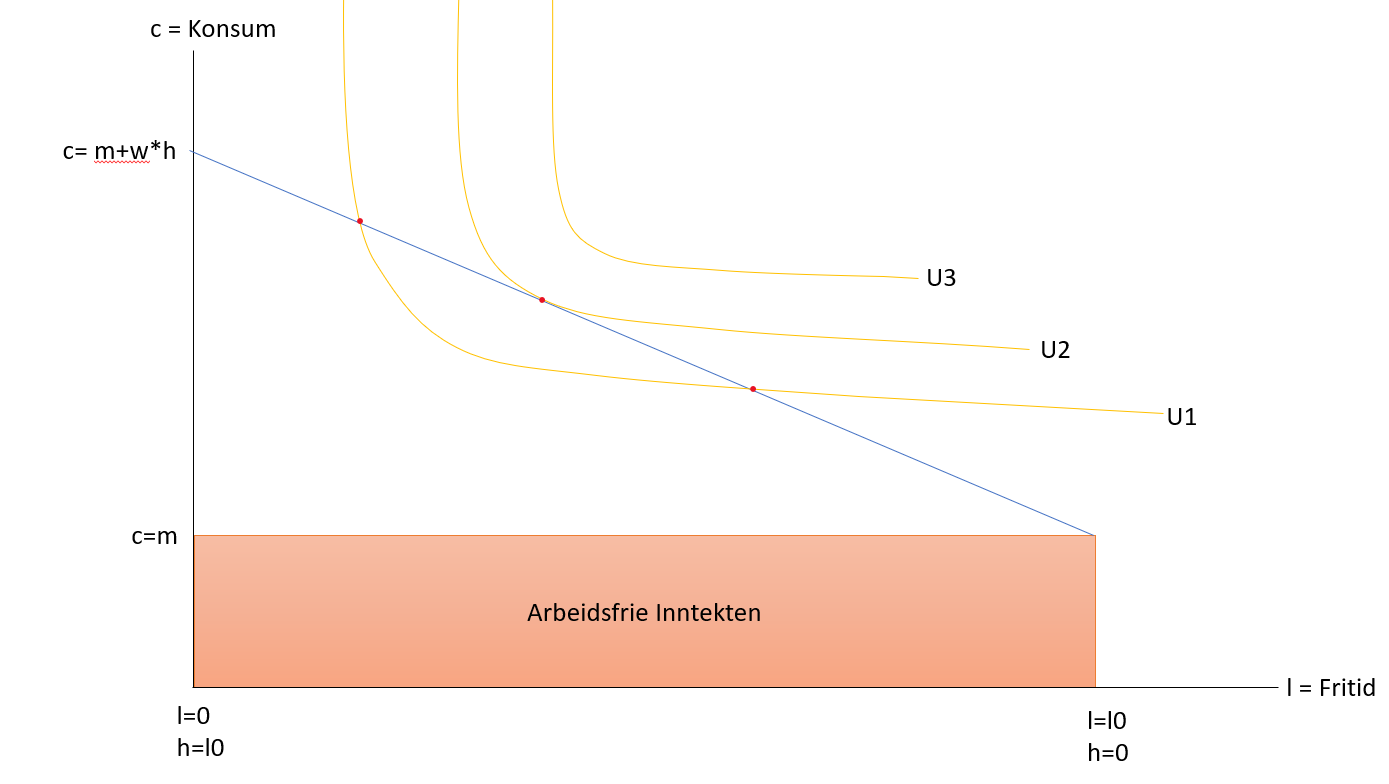 c = Konsum
c= m+w*h
U3
U2
U1
c=m
Arbeidsfrie Inntekten
l = Fritid
l=0
h=l0
l=l0
h=0